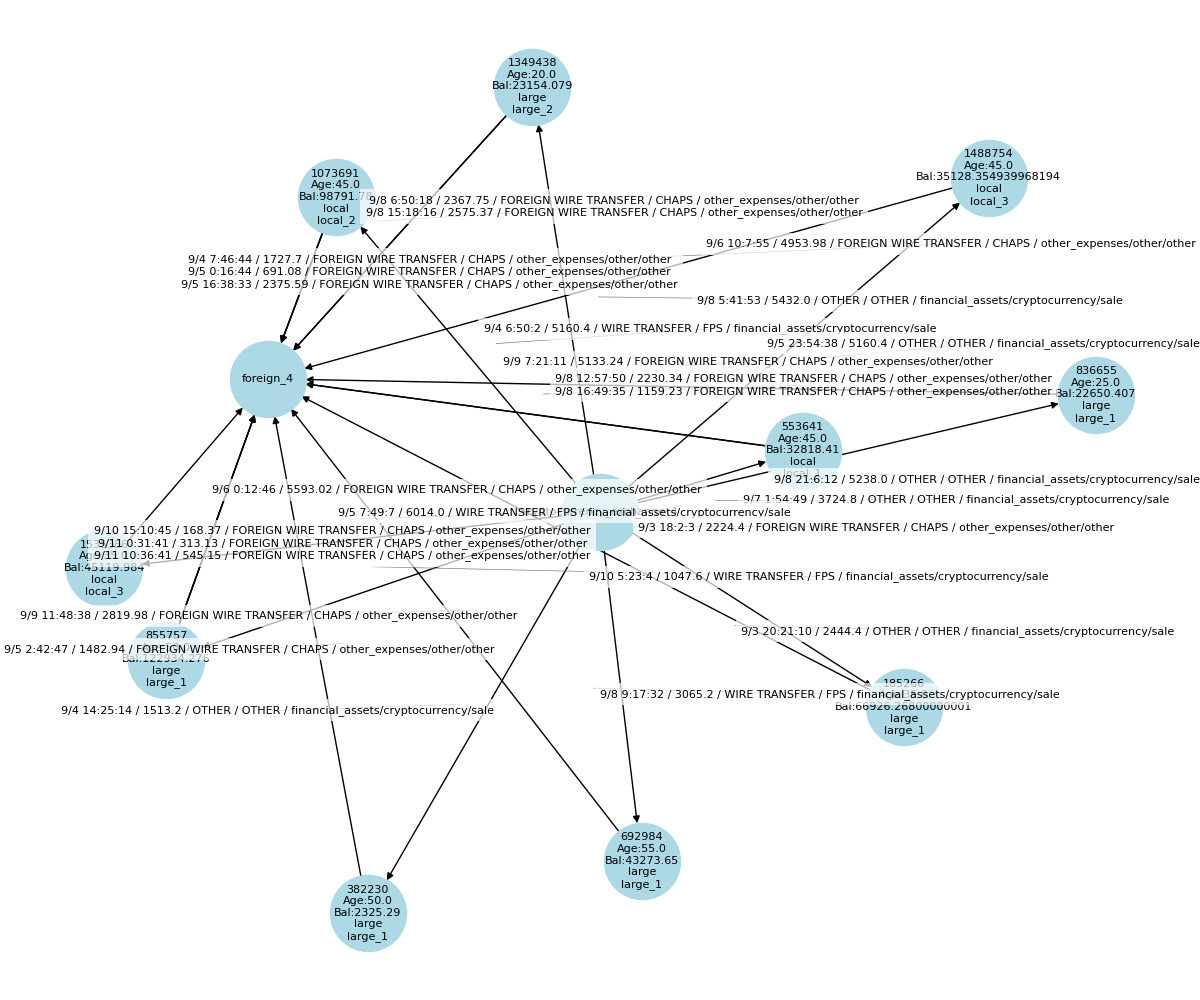 1349438
Age:20.0
Bal:23154.079
large
large_2
1488754
Age:45.0
Bal:35128.354939968194
local
local_3
1073691
Age:45.0
Bal:98791.78
local
local_2
9/8 6:50:18 / 2367.75 / FOREIGN WIRE TRANSFER / CHAPS / other_expenses/other/other
9/8 15:18:16 / 2575.37 / FOREIGN WIRE TRANSFER / CHAPS / other_expenses/other/other
9/6 10:7:55 / 4953.98 / FOREIGN WIRE TRANSFER / CHAPS / other_expenses/other/other
9/4 7:46:44 / 1727.7 / FOREIGN WIRE TRANSFER / CHAPS / other_expenses/other/other
9/5 0:16:44 / 691.08 / FOREIGN WIRE TRANSFER / CHAPS / other_expenses/other/other
9/5 16:38:33 / 2375.59 / FOREIGN WIRE TRANSFER / CHAPS / other_expenses/other/other
9/8 5:41:53 / 5432.0 / OTHER / OTHER / financial_assets/cryptocurrency/sale
9/4 6:50:2 / 5160.4 / WIRE TRANSFER / FPS / financial_assets/cryptocurrency/sale
9/5 23:54:38 / 5160.4 / OTHER / OTHER / financial_assets/cryptocurrency/sale
9/9 7:21:11 / 5133.24 / FOREIGN WIRE TRANSFER / CHAPS / other_expenses/other/other
foreign_4
9/8 12:57:50 / 2230.34 / FOREIGN WIRE TRANSFER / CHAPS / other_expenses/other/other
9/8 16:49:35 / 1159.23 / FOREIGN WIRE TRANSFER / CHAPS / other_expenses/other/other
836655
Age:25.0
Bal:22650.407
large
large_1
553641
Age:45.0
Bal:32818.41
local
local_1
9/8 21:6:12 / 5238.0 / OTHER / OTHER / financial_assets/cryptocurrency/sale
9/6 0:12:46 / 5593.02 / FOREIGN WIRE TRANSFER / CHAPS / other_expenses/other/other
9/7 1:54:49 / 3724.8 / OTHER / OTHER / financial_assets/cryptocurrency/sale
9/5 7:49:7 / 6014.0 / WIRE TRANSFER / FPS / financial_assets/cryptocurrency/sale
9/3 18:2:3 / 2224.4 / FOREIGN WIRE TRANSFER / CHAPS / other_expenses/other/other
9/10 15:10:45 / 168.37 / FOREIGN WIRE TRANSFER / CHAPS / other_expenses/other/other
9/11 0:31:41 / 313.13 / FOREIGN WIRE TRANSFER / CHAPS / other_expenses/other/other
9/11 10:36:41 / 545.15 / FOREIGN WIRE TRANSFER / CHAPS / other_expenses/other/other
Bal:45119.984
local
local_3
9/10 5:23:4 / 1047.6 / WIRE TRANSFER / FPS / financial_assets/cryptocurrency/sale
9/9 11:48:38 / 2819.98 / FOREIGN WIRE TRANSFER / CHAPS / other_expenses/other/other
9/3 20:21:10 / 2444.4 / OTHER / OTHER / financial_assets/cryptocurrency/sale
855757
9/5 2:42:47 / 1482.94 / FOREIGN WIRE TRANSFER / CHAPS / other_expenses/other/other
Bal:122934.276
large
large_1
185266
Bal:66926.26800000001
large
large_1
9/8 9:17:32 / 3065.2 / WIRE TRANSFER / FPS / financial_assets/cryptocurrency/sale
9/4 14:25:14 / 1513.2 / OTHER / OTHER / financial_assets/cryptocurrency/sale
692984
Age:55.0
Bal:43273.65
large
large_1
382230
Age:50.0
Bal:2325.29
large
large_1